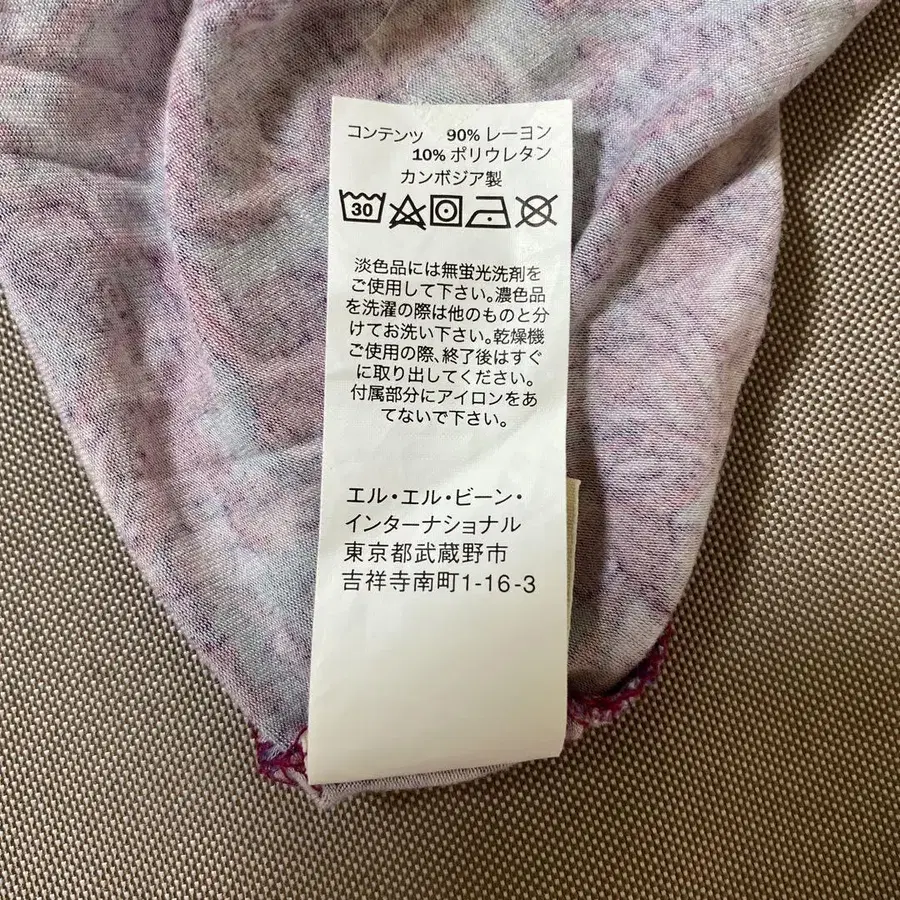 コンテンツ 90% レーヨン
10% ポリウレタン
カンボジア製
30
淡色品には無蛍光洗剤を
ご使用して下さい。濃色品
を洗濯の際は他のものと分
けてお洗い下さい。乾燥機
ご使用の際、終了後はすぐ
に取り出してください。
付属部分にアイロンをあ
てないで下さい。
エル・エル・ビーン・
インターナショナル
東京都武蔵野市
吉祥寺南町1-16-3